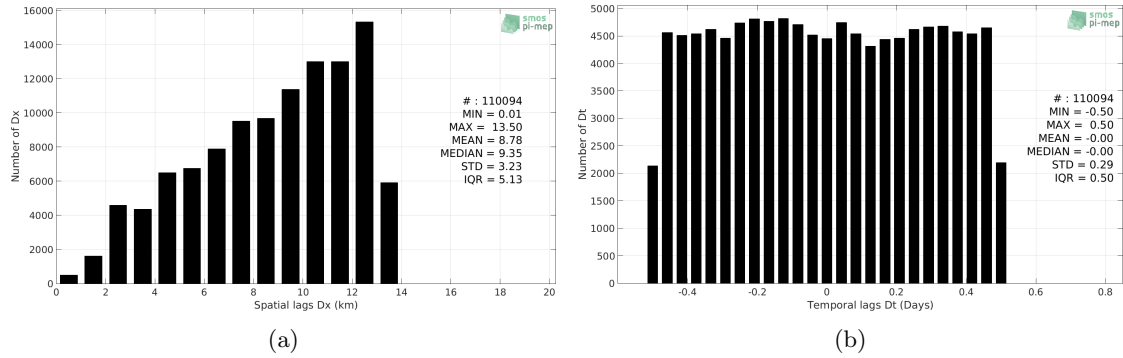 16000
14000
12000
10000
8000
6000
4000
2000
0
Number of Dx
smos
pi-mep
# : 110094
MIN = 0.01
MAX = 13.50
MEAN = 8.78
MEDIAN = 9.35
STD = 3.23
IQR = 5.13
0 2 4 6 8 10 12 14 16 18 20
Spatial lags Dx (km)
(a)
5000
4500
4000
3500
3000
2500
2000
1500
1000
500
0
Number of Dt
smos
pi-mep
# : 110094
MIN = -0.50
MAX = 0.50
MEAN = -0.00
MEDIAN = -0.00
STD = 0.29
IQR = 0.50
-0.4 -0.2 0 0.2 0.4 0.6 0.8
Temporal lags Dt (Days)
(b)